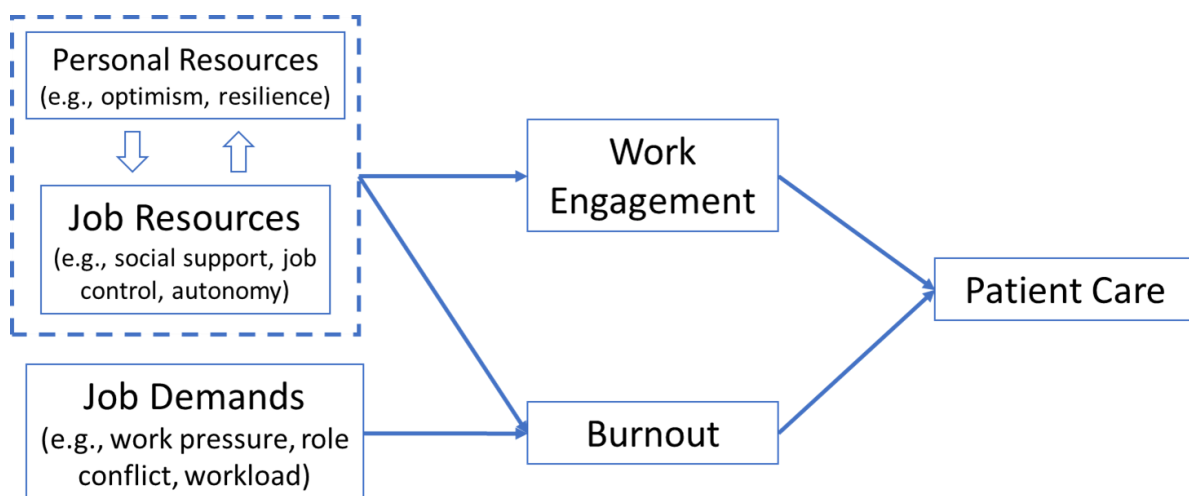 Personal Resources
(e.g., optimism, resilience)
Job Resources
(e.g., social support, job
control, autonomy)
Job Demands
(e.g., work pressure, role
conflict, workload)
Work
Engagement
Burnout
Patient Care